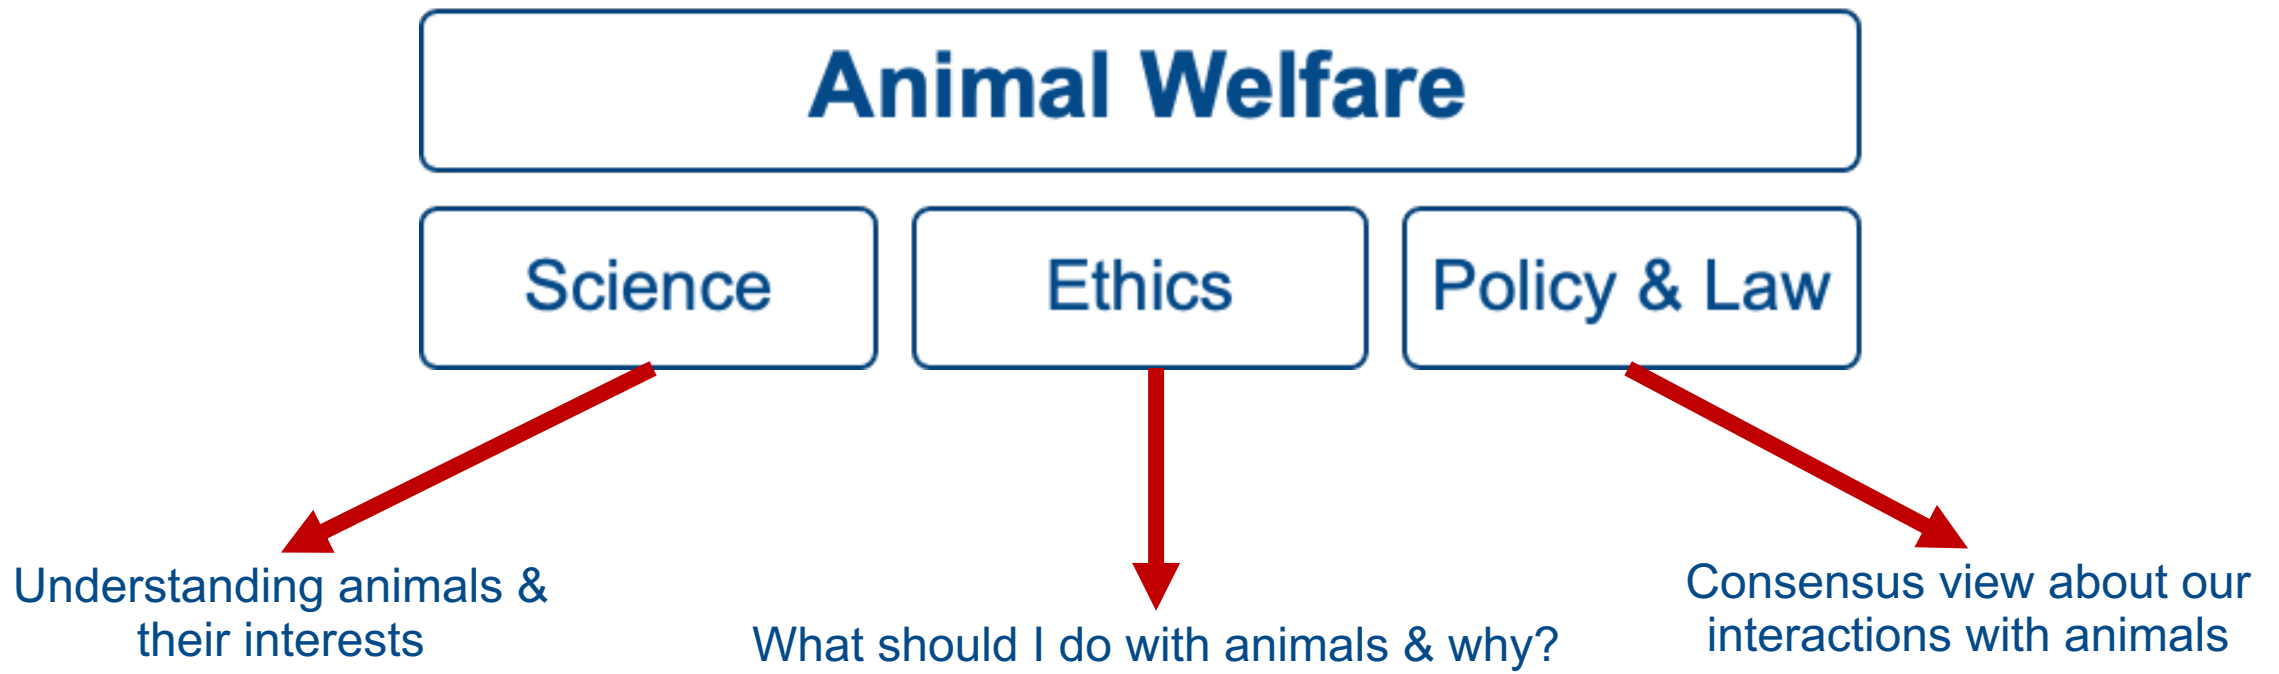 Animal Welfare
Science
Ethics
Policy & Law
Understanding animals &
their interests
What should I do with animals & why?
Consensus view about our
interactions with animals